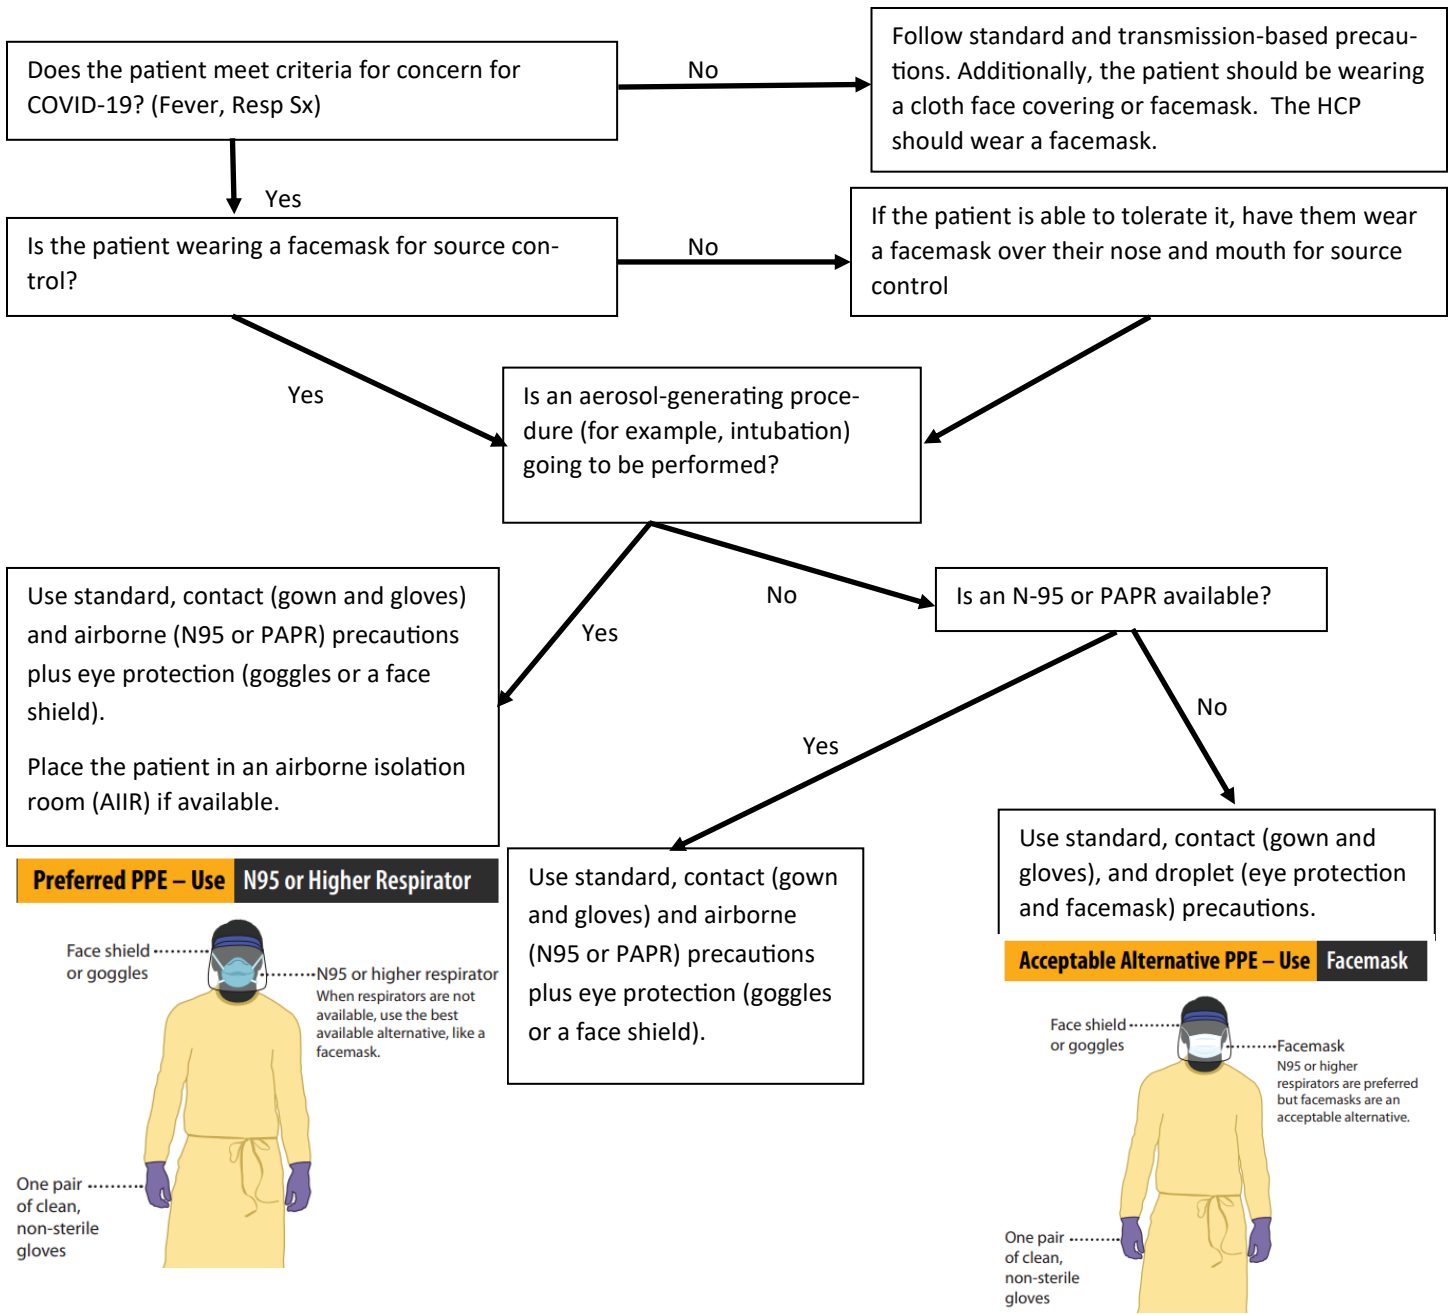 Does the patient meet criteria for concern for
COVID-19? (Fever, Resp Sx)
No
Follow standard and transmission-based precau-
tions. Additionally, the patient should be wearing
a cloth face covering or facemask.  The HCP
should wear a facemask.
Yes
Is the patient wearing a facemask for source con-
trol?
No
If the patient is able to tolerate it, have them wear
a facemask over their nose and mouth for source
control
Yes
Is an aerosol-generating proce-
dure (for example, intubation)
going to be performed?
Yes
No
Use standard, contact (gown and gloves)
and airborne (N95 or PAPR) precautions
plus eye protection (goggles or a face
shield).
Place the patient in an airborne isolation
room (AIIR) if available.
Is an N-95 or PAPR available?
Yes
No
Preferred PPE – Use N95 or Higher Respirator
Face shield
or goggles
N95 or higher respirator
When respirators are not
available, use the best
available alternative, like a
facemask.
One pair
of clean,
non-sterile
gloves
Use standard, contact (gown
and gloves) and airborne
(N95 or PAPR) precautions
plus eye protection (goggles
or a face shield).
Use standard, contact (gown and
gloves), and droplet (eye protection
and facemask) precautions.
Acceptable Alternative PPE – Use Facemask
Face shield
or goggles
Facemask
N95 or higher
respirators are preferred
but facemasks are an
acceptable alternative.
One pair
of clean,
non-sterile
gloves